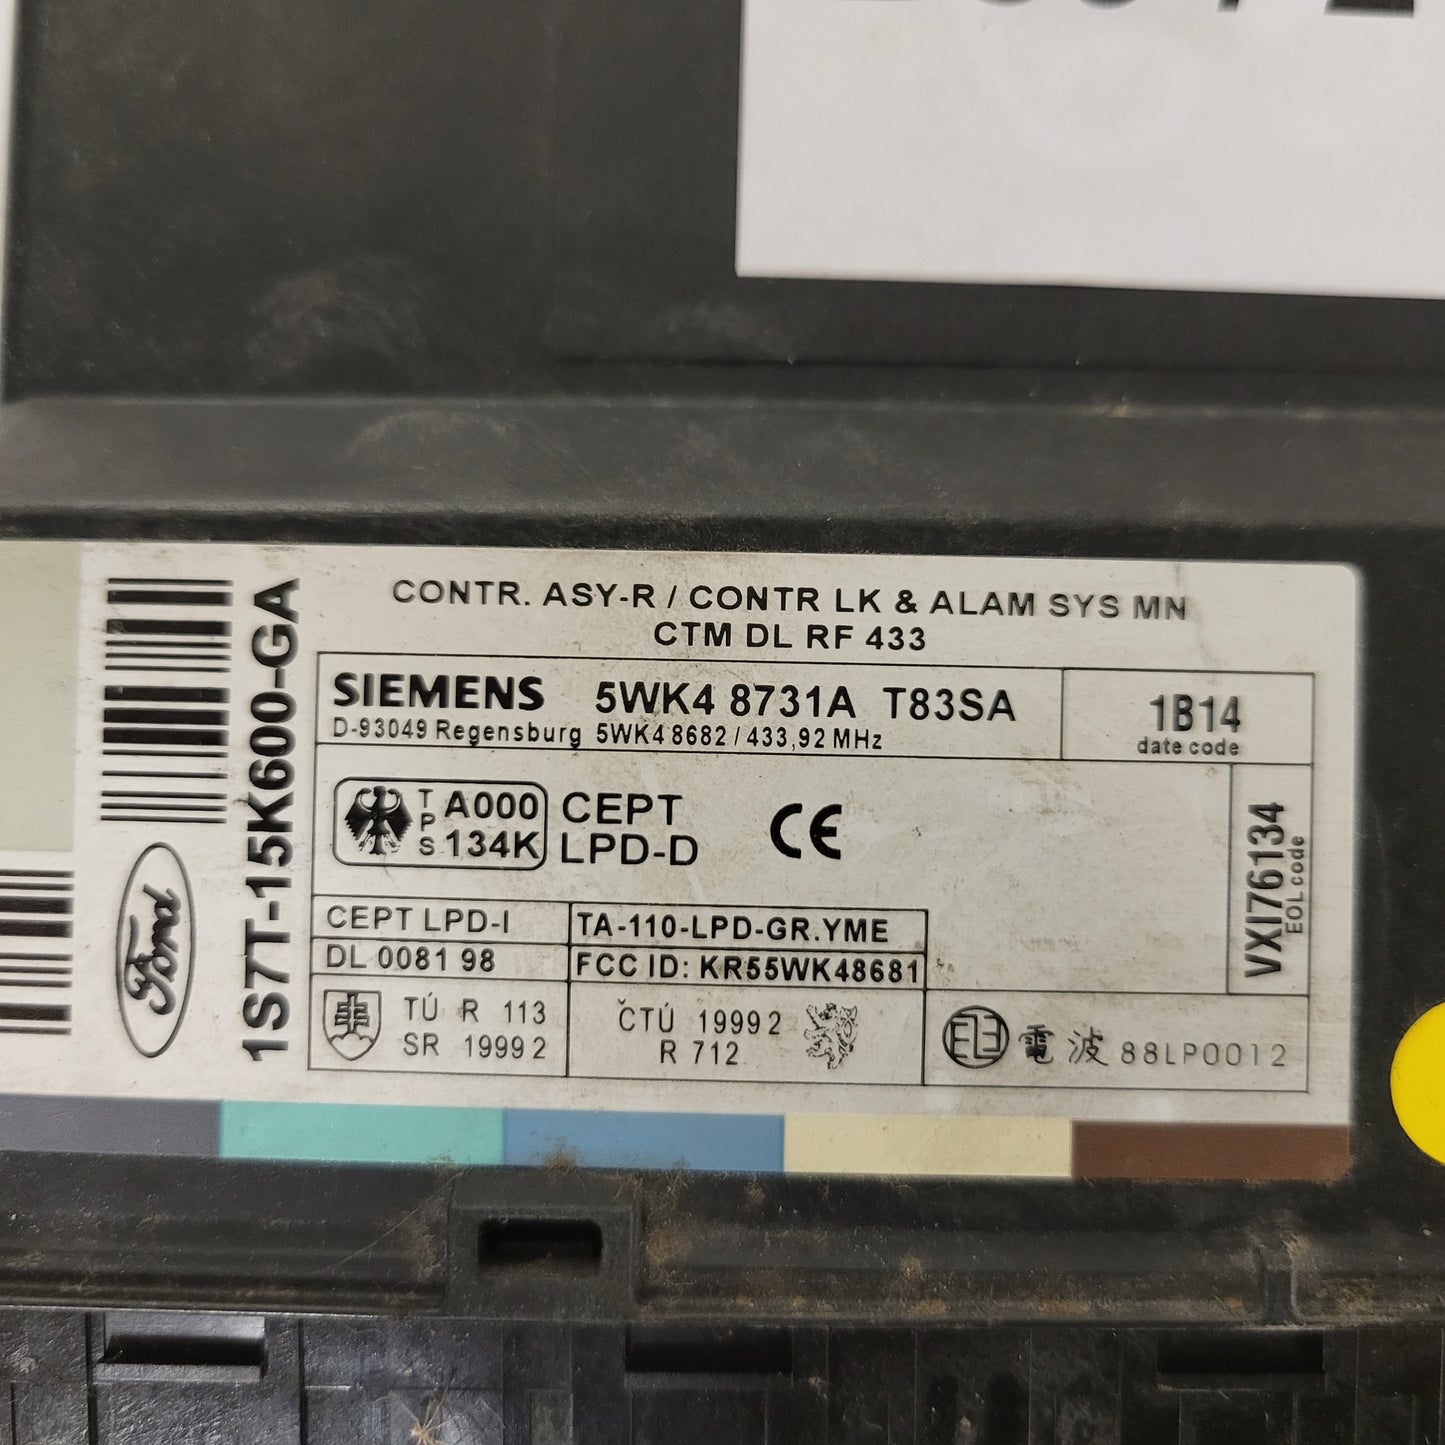 CONTR. ASY-R / CONTR LK & ALAM SYS MN
CTM DL RF 433
SIEMENS 5WK4 8731A T83SA
D-93049 Regensburg 5WK4 8682 / 433,92 MHz
1B14
date code
TPS A000
134K
CEPT
LPD-D
CE
VXI76134
EOL code
CEPT LPD-I
TA-110-LPD-GR.YME
DL 0081 98
FCC ID: KR55WK48681
TÚ R 113
SR 1999 2
ČTÚ 1999 2
R 712
電波 88LP0012
Ford
1S7T-15K600-GA